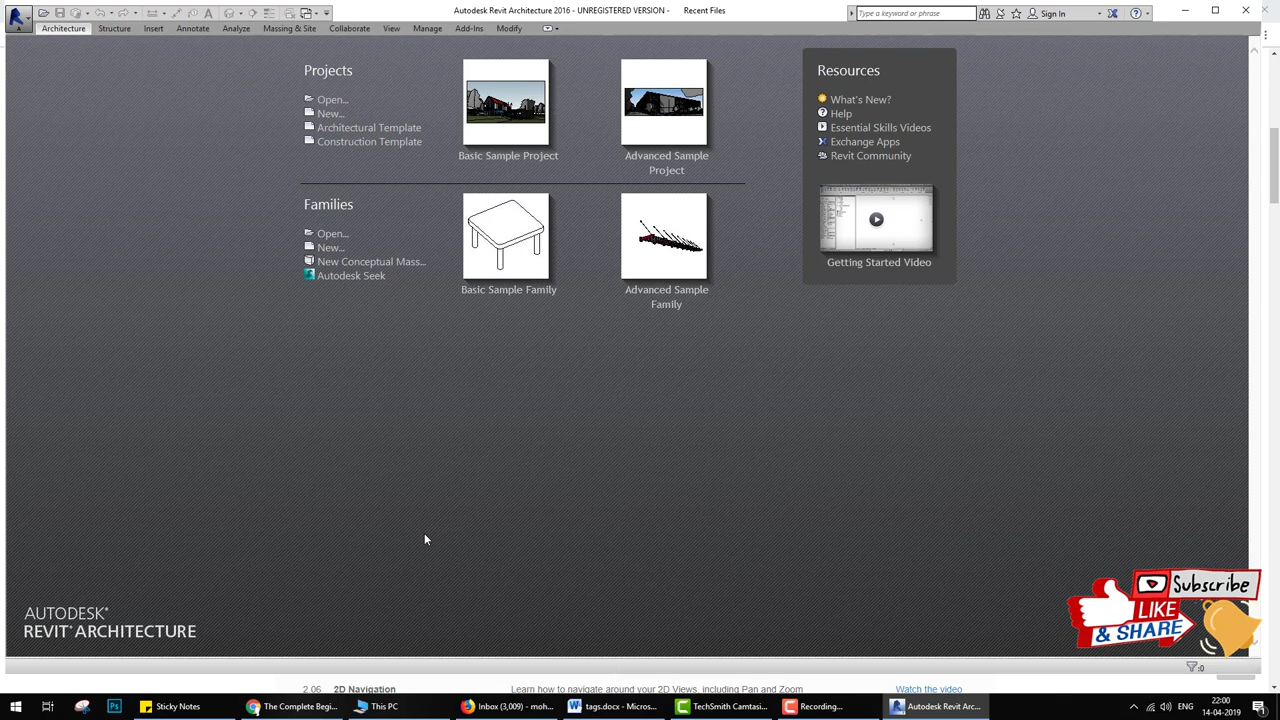 Autodesk Revit Architecture 2016 - UNREGISTERED VERSION - Recent Files
Type a keyword or phrase
Sign In
Architecture Structure Insert Annotate Analyze Massing & Site Collaborate View Manage Add-Ins Modify
Projects
Open...
New...
Architectural Template
Construction Template
Basic Sample Project
Advanced Sample
Project
Families
Open...
New...
New Conceptual Mass...
Autodesk Seek
Basic Sample Family
Advanced Sample
Family
Resources
What's New?
Help
Essential Skills Videos
Exchange Apps
Revit Community
Getting Started Video
AUTODESK®
REVIT® ARCHITECTURE
Subscribe
LIKE
& SHARE
:0
2.06 2D Navigation Learn how to navigate around your 2D Views, including Pan and Zoom Watch the video
Sticky Notes
The Complete Begi...
This PC
Inbox (3,009) - moh...
tags.docx - Micros...
TechSmith Camtasi...
Recording...
Autodesk Revit Arc...
ENG
22:00
14-04-2019